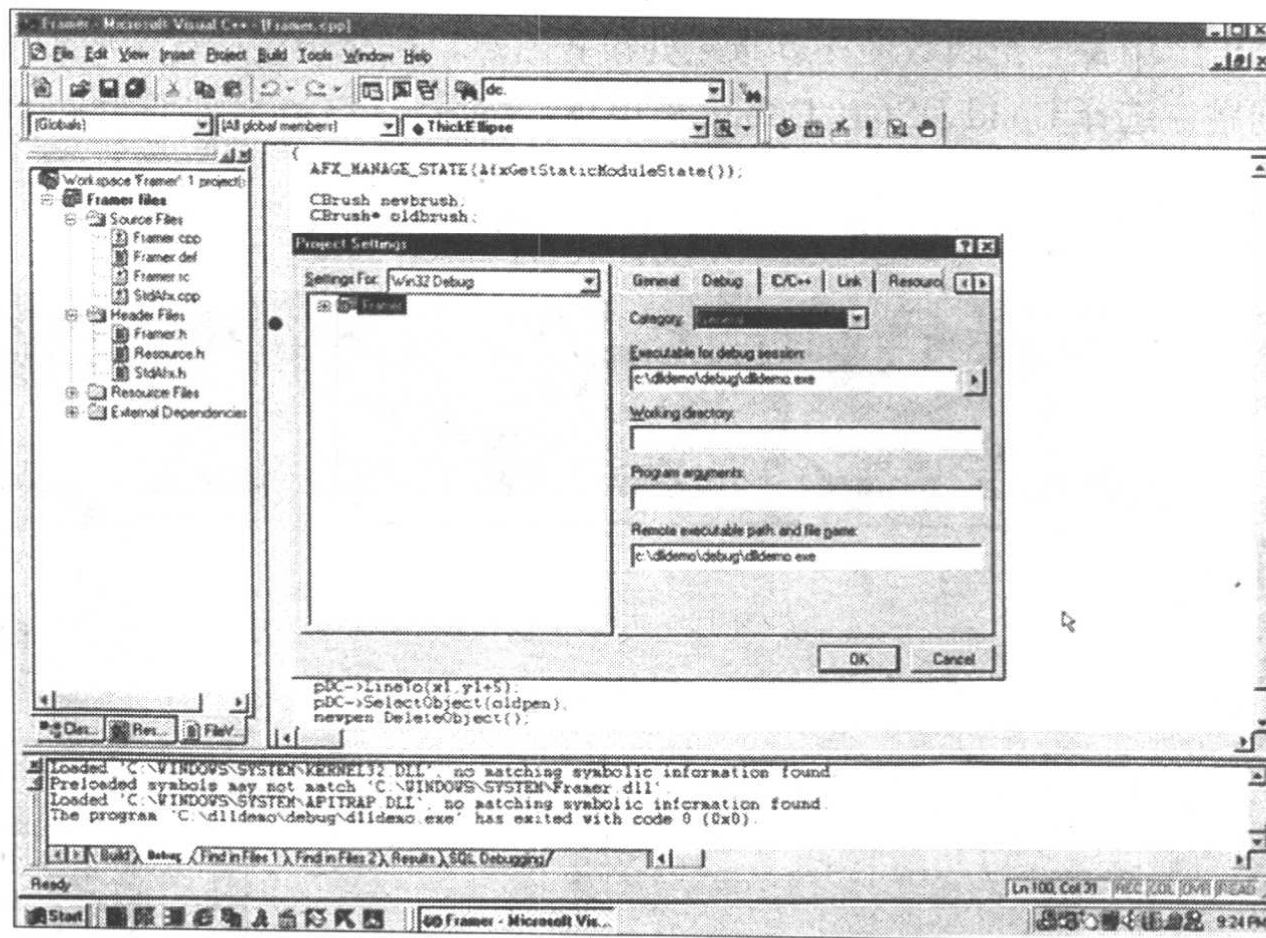 Framer - Microsoft Visual C++ - [Framer.cpp]
File Edit View Insert Project Build Tools Window Help
dc.
(Globals) [All global members] ThickEllipse
{
AFX_MANAGE_STATE(AfxGetStaticModuleState());
CBrush newbrush;
CBrush* oldbrush;
Workspace 'Framer': 1 project(s)
Framer files
Source Files
Framer.cpp
Framer.def
Framer.rc
StdAfx.cpp
Header Files
Framer.h
Resource.h
StdAfx.h
Resource Files
External Dependencies
Clas... Res... FileV...
Project Settings
Settings For: Win32 Debug
Framer
General Debug C/C++ Link Resourc
Category: General
Executable for debug session:
c:\dlldemo\debug\dlldemo.exe
Working directory:
Program arguments:
Remote executable path and file name:
c:\dlldemo\debug\dlldemo.exe
OK Cancel
pDC->LineTo(x1,y1+5);
pDC->SelectObject(oldpen);
newpen.DeleteObject();
Loaded 'C:\WINDOWS\SYSTEM\KERNEL32.DLL', no matching symbolic information found.
Preloaded symbols may not match 'C:\WINDOWS\SYSTEM\Framer.dll'.
Loaded 'C:\WINDOWS\SYSTEM\APITRAP.DLL', no matching symbolic information found.
The program 'C:\dlldemo\debug\dlldemo.exe' has exited with code 0 (0x0).
Build Debug Find in Files 1 Find in Files 2 Results SQL Debugging
Ready Ln 100, Col 31 REC COL OVR READ
Start Framer - Microsoft Vis... 9:24 PM